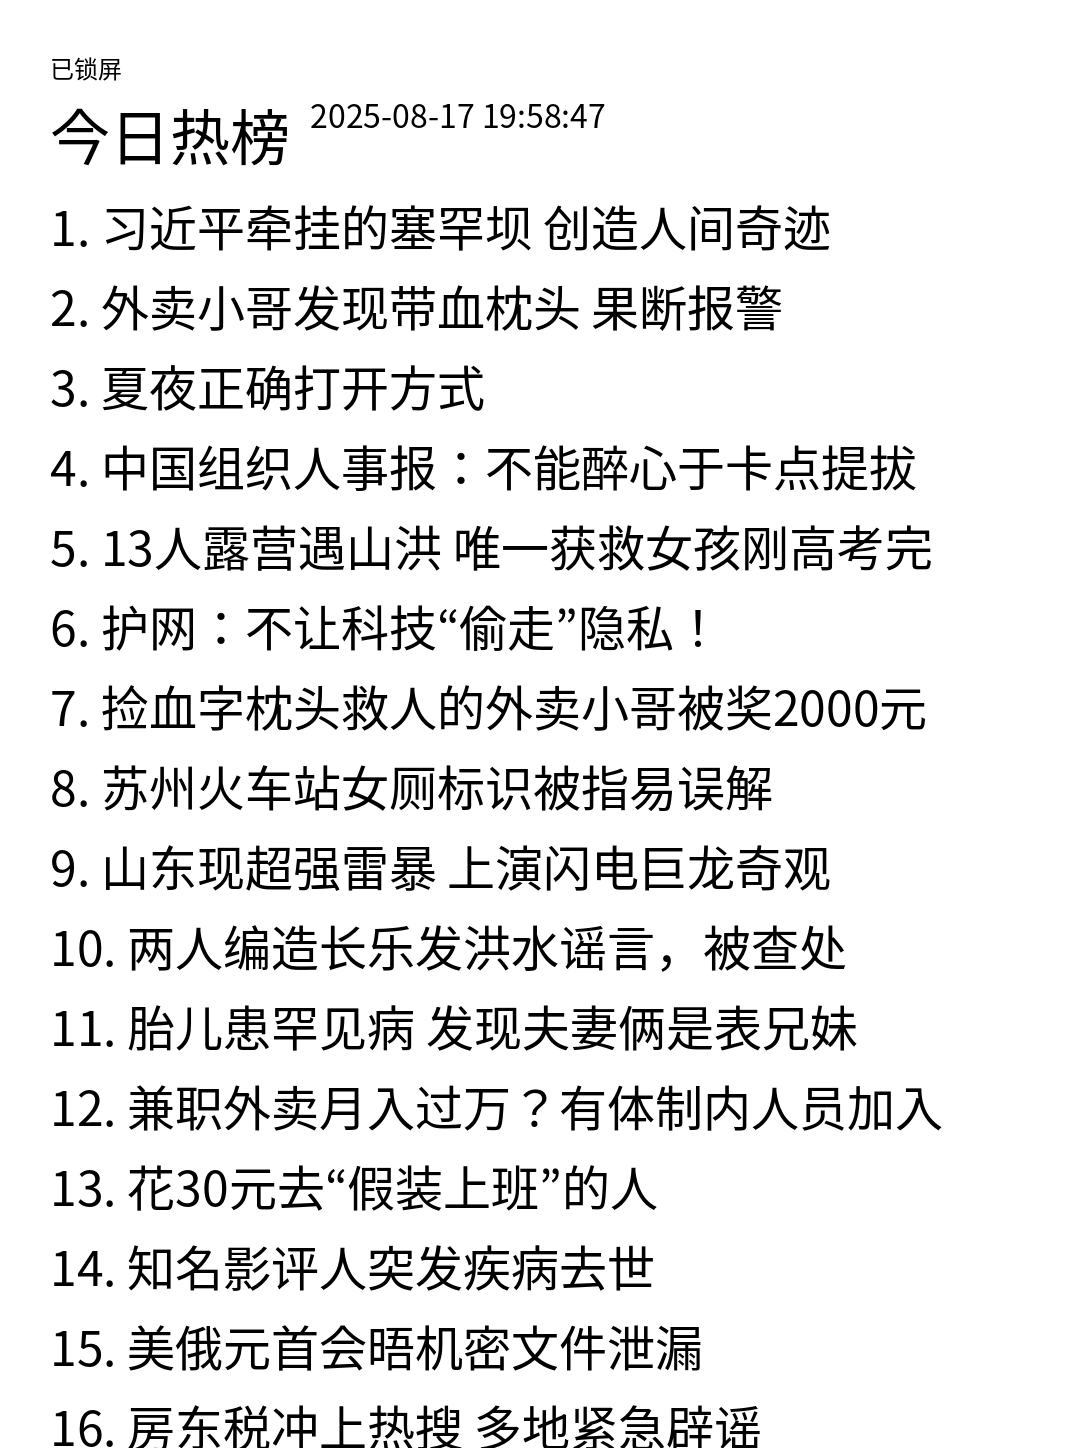 已锁屏
今日热榜 2025-08-17 19:58:47
1. 习近平牵挂的塞罕坝 创造人间奇迹
2. 外卖小哥发现带血枕头 果断报警
3. 夏夜正确打开方式
4. 中国组织人事报：不能醉心于卡点提拔
5. 13人露营遇山洪 唯一获救女孩刚高考完
6. 护网：不让科技“偷走”隐私！
7. 捡血字枕头救人的外卖小哥被奖2000元
8. 苏州火车站女厕标识被指易误解
9. 山东现超强雷暴 上演闪电巨龙奇观
10. 两人编造长乐发洪水谣言，被查处
11. 胎儿患罕见病 发现夫妻俩是表兄妹
12. 兼职外卖月入过万？有体制内人员加入
13. 花30元去“假装上班”的人
14. 知名影评人突发疾病去世
15. 美俄元首会晤机密文件泄漏
16. 房东税冲上热搜 多地紧急辟谣